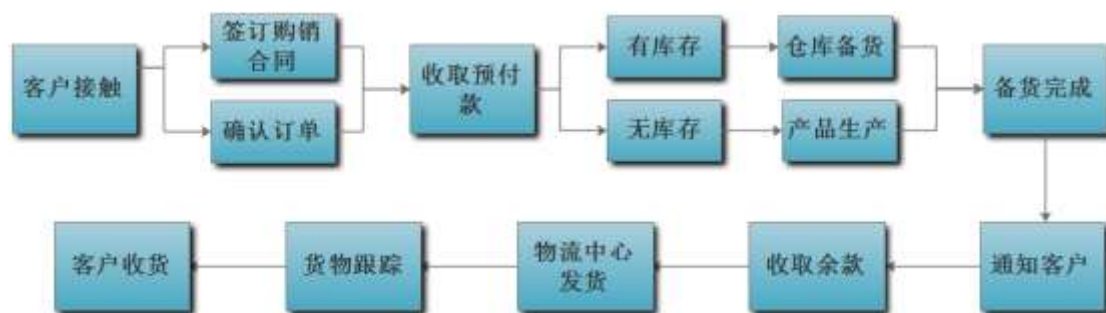 客户接触
签订购销
合同
确认订单
收取预付
款
有库存
无库存
仓库备货
产品生产
备货完成
通知客户
收取余款
物流中心
发货
货物跟踪
客户收货